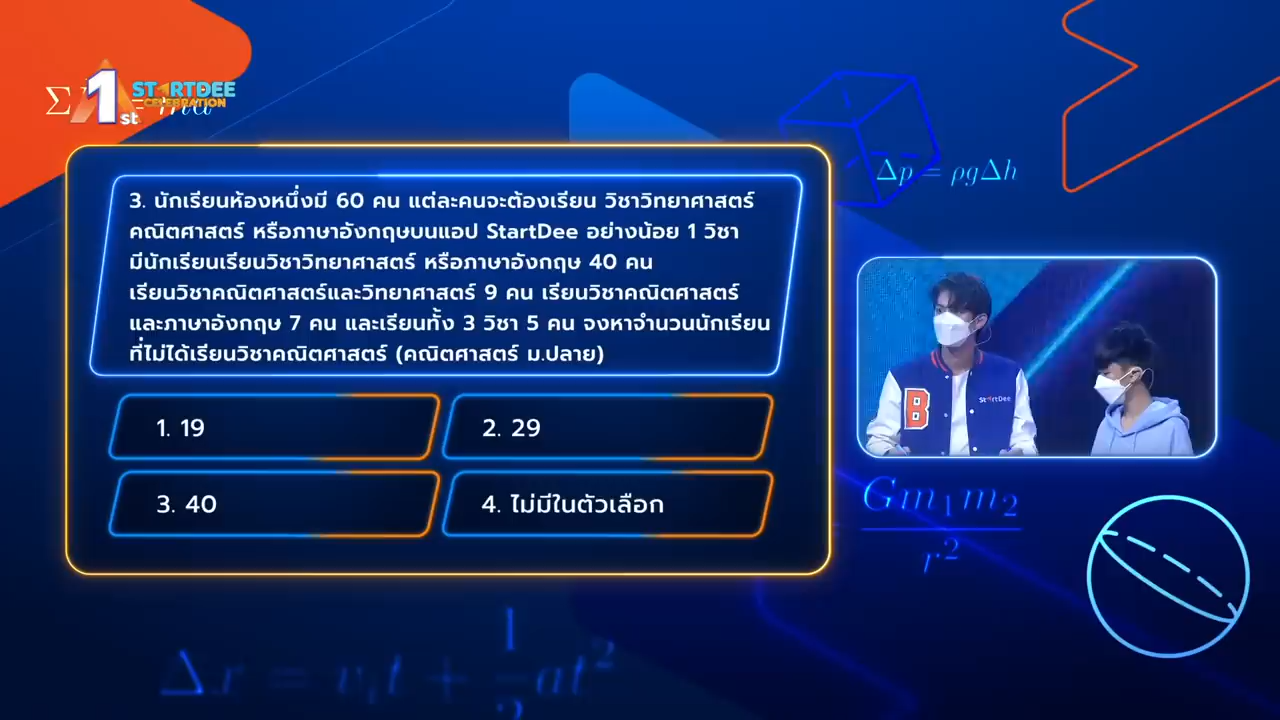 1st
STARTDEE
CELEBRATION
3. นักเรียนห้องหนึ่งมี 60 คน แต่ละคนจะต้องเรียน วิชาวิทยาศาสตร์
คณิตศาสตร์ หรือภาษาอังกฤษบนแอป StartDee อย่างน้อย 1 วิชา
มีนักเรียนเรียนวิชาวิทยาศาสตร์ หรือภาษาอังกฤษ 40 คน
เรียนวิชาคณิตศาสตร์และวิทยาศาสตร์ 9 คน เรียนวิชาคณิตศาสตร์
และภาษาอังกฤษ 7 คน และเรียนทั้ง 3 วิชา 5 คน จงหาจำนวนนักเรียน
ที่ไม่ได้เรียนวิชาคณิตศาสตร์ (คณิตศาสตร์ ม.ปลาย)
1. 19
2. 29
3. 40
4. ไม่มีในตัวเลือก
Δp = ρgΔh
B
StartDee
Gm₁m₂
r²
Δr = vᵢt + 1/2 at²